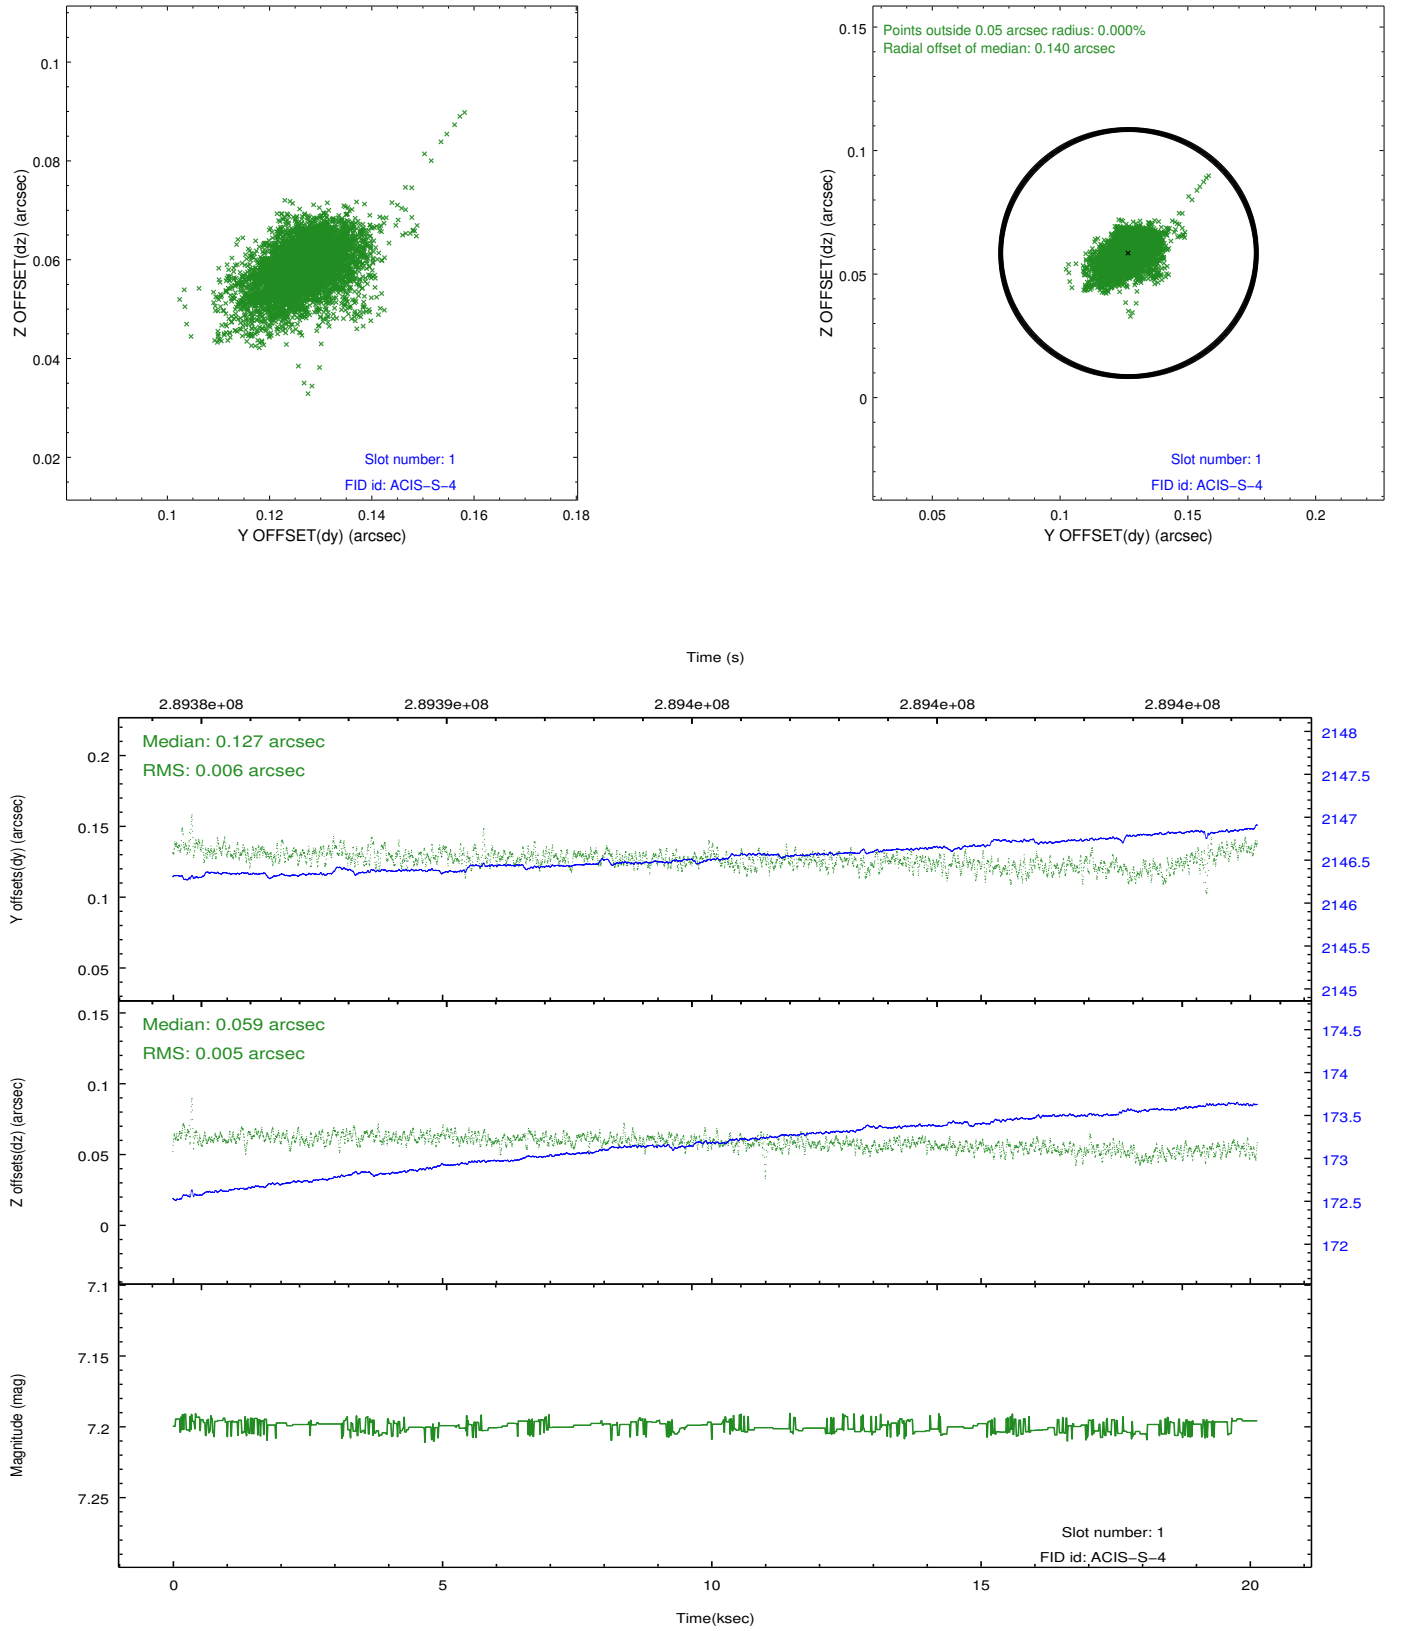 0.1
0.08
0.06
0.04
0.02
Z OFFSET(dz) (arcsec)
Slot number: 1
FID id: ACIS-S-4
0.1 0.12 0.14 0.16 0.18
Y OFFSET(dy) (arcsec)
Points outside 0.05 arcsec radius: 0.000%
Radial offset of median: 0.140 arcsec
0.15
0.1
0.05
0
Z OFFSET(dz) (arcsec)
Slot number: 1
FID id: ACIS-S-4
0.05 0.1 0.15 0.2
Y OFFSET(dy) (arcsec)
Time (s)
2.8938e+08 2.8939e+08 2.894e+08 2.894e+08 2.894e+08
Median: 0.127 arcsec
RMS: 0.006 arcsec
0.2
0.15
0.1
0.05
Y offsets(dy) (arcsec)
2148
2147.5
2147
2146.5
2146
2145.5
2145
Median: 0.059 arcsec
RMS: 0.005 arcsec
0.15
0.1
0.05
0
Z offsets(dz) (arcsec)
174.5
174
173.5
173
172.5
172
7.1
7.15
7.2
7.25
Magnitude (mag)
Slot number: 1
FID id: ACIS-S-4
0 5 10 15 20
Time(ksec)